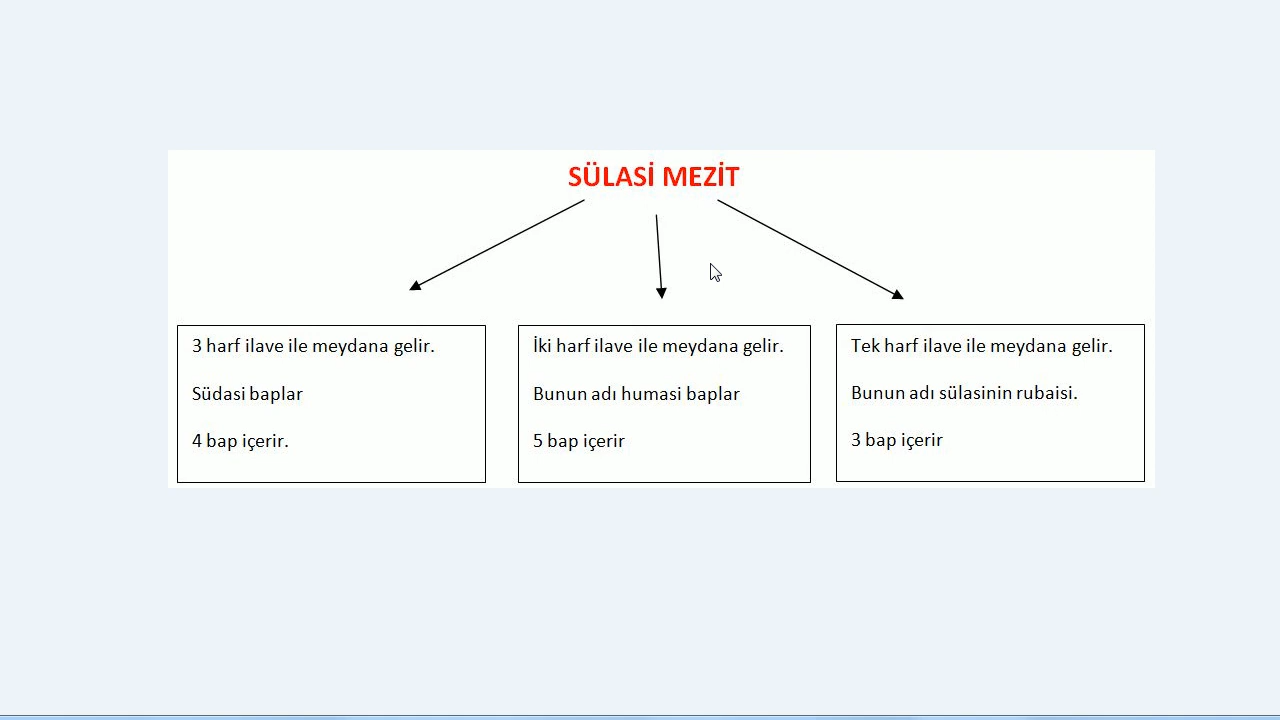 SÜLASİ MEZİT
3 harf ilave ile meydana gelir.
Südasi baplar
4 bap içerir.
İki harf ilave ile meydana gelir.
Bunun adı humasi baplar
5 bap içerir
Tek harf ilave ile meydana gelir.
Bunun adı sülasinin rubaisi.
3 bap içerir